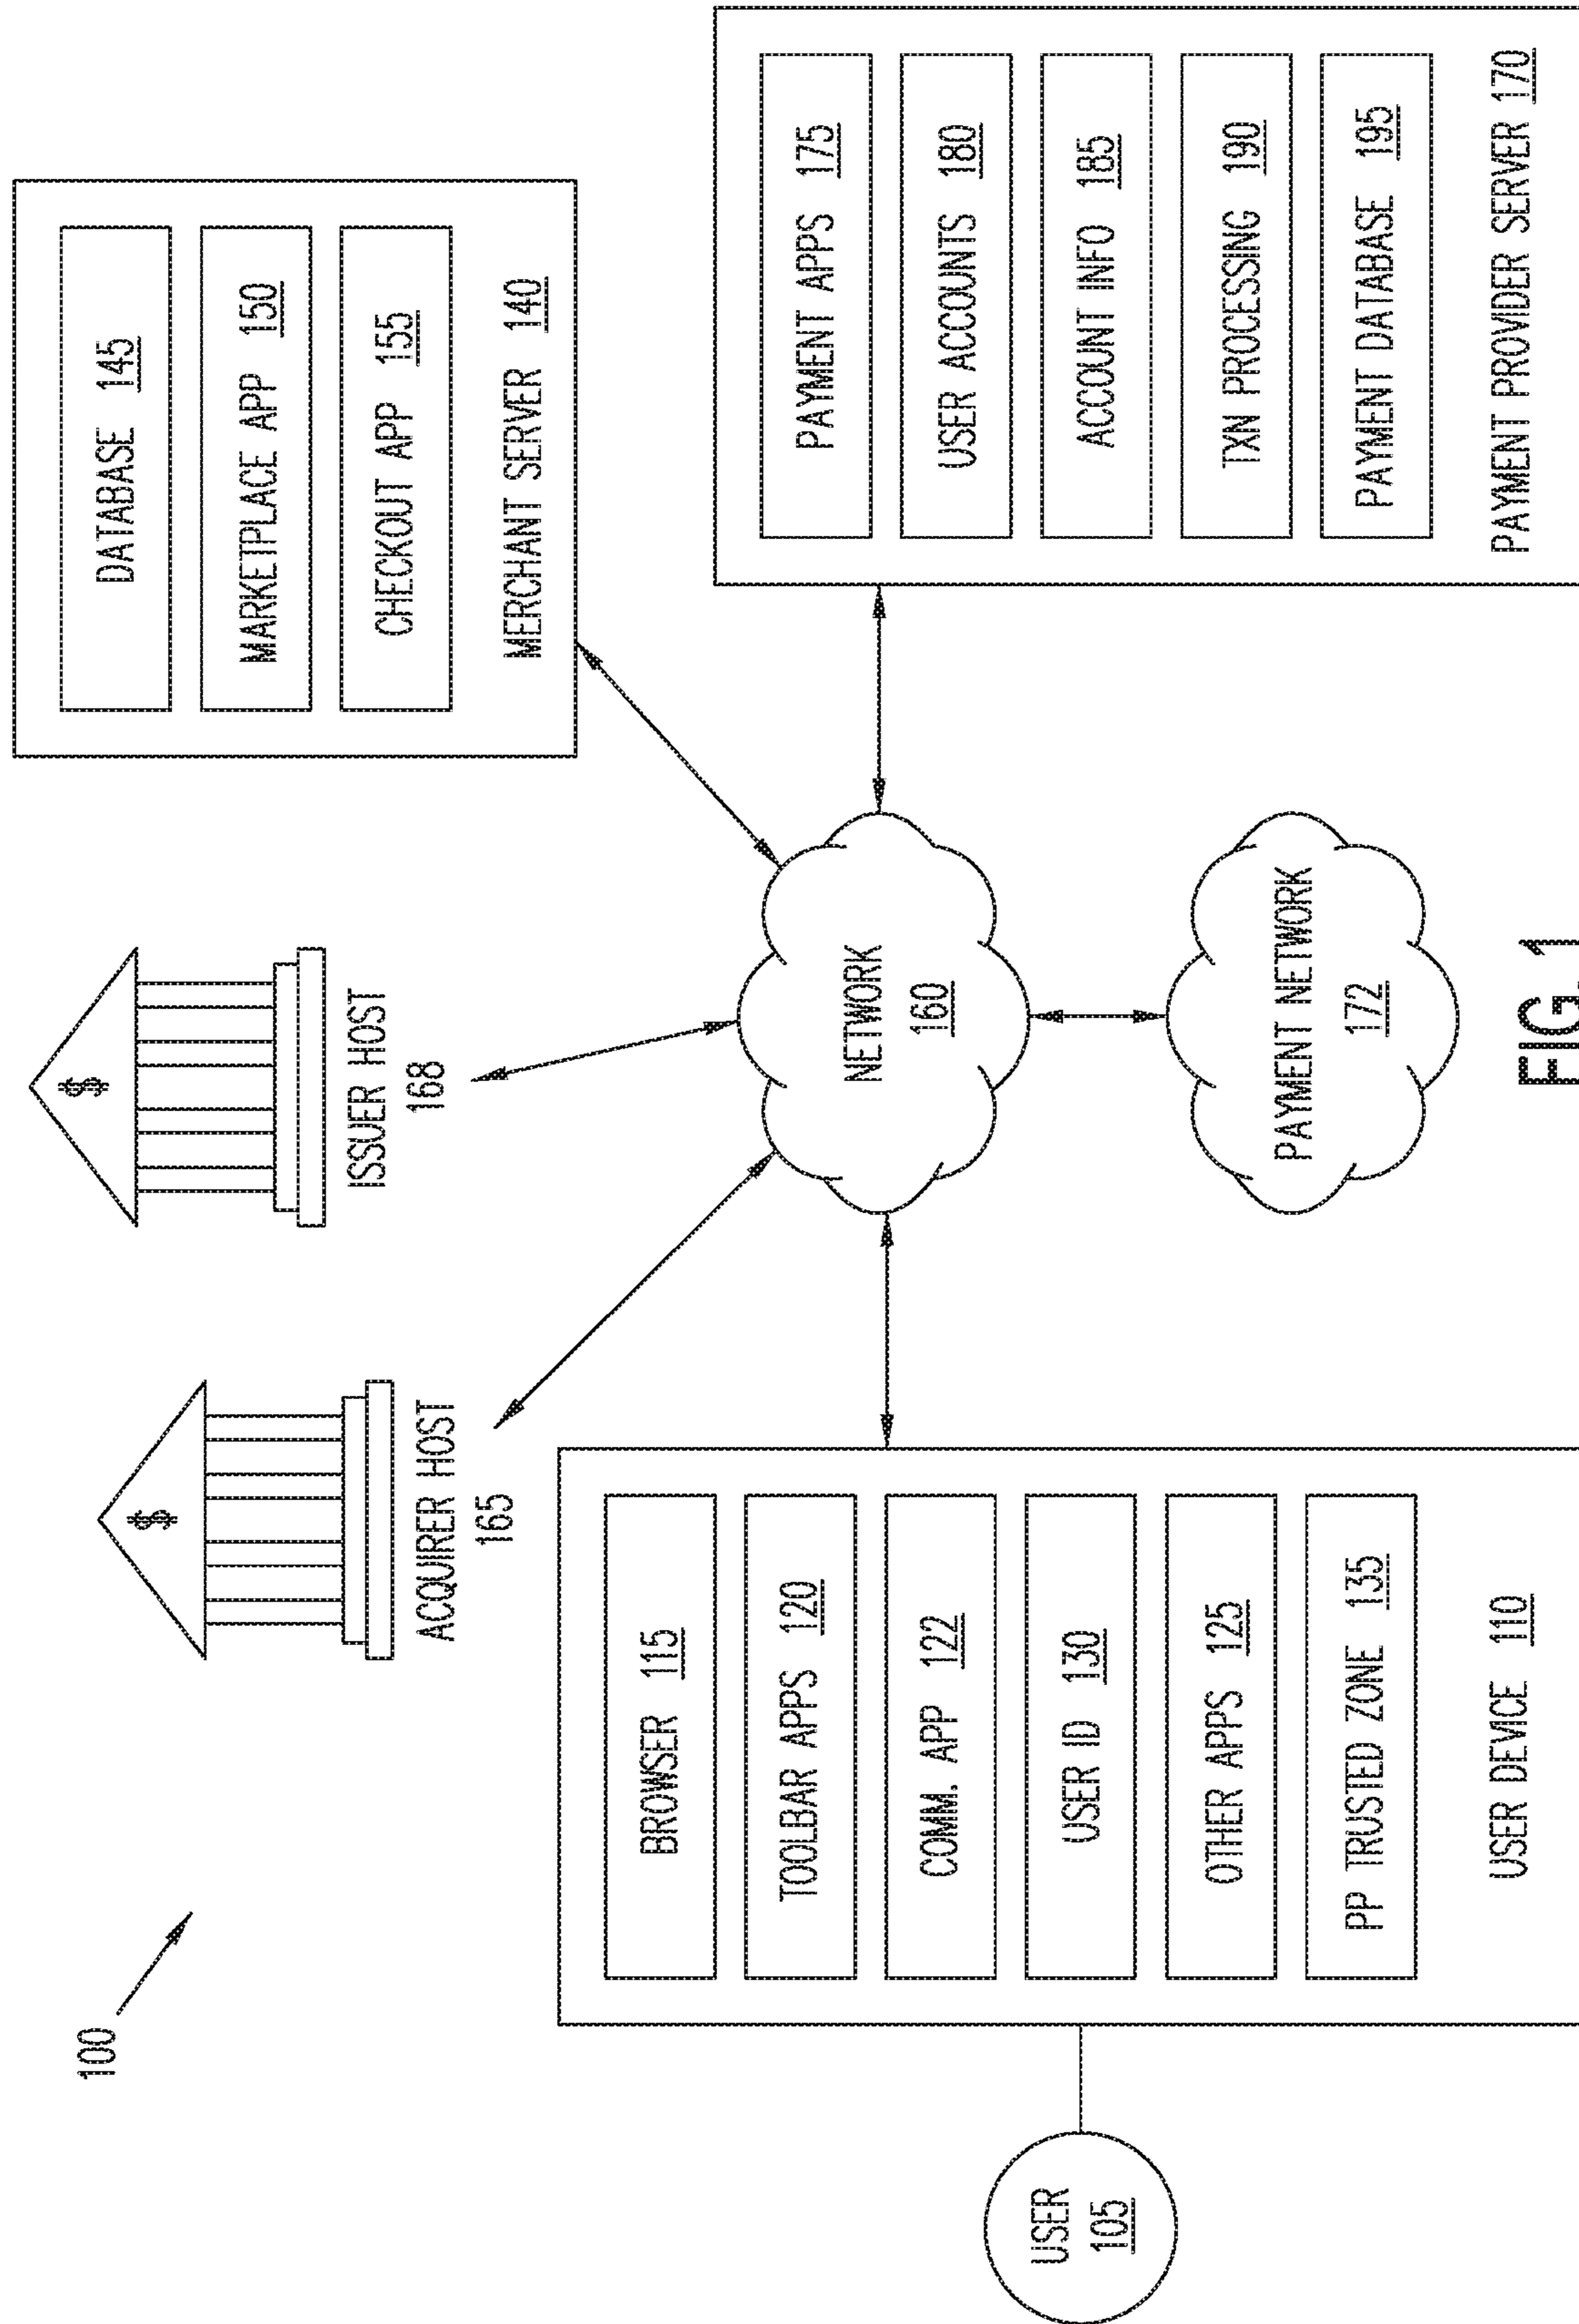 100
$
ACQUIRER HOST
165
$
ISSUER HOST
168
DATABASE 145
MARKETPLACE APP 150
CHECKOUT APP 155
MERCHANT SERVER 140
USER
105
BROWSER 115
TOOLBAR APPS 120
COMM. APP 122
USER ID 130
OTHER APPS 125
PP TRUSTED ZONE 135
USER DEVICE 110
NETWORK
160
PAYMENT NETWORK
172
PAYMENT APPS 175
USER ACCOUNTS 180
ACCOUNT INFO 185
TXN PROCESSING 190
PAYMENT DATABASE 195
PAYMENT PROVIDER SERVER 170
FIG. 1